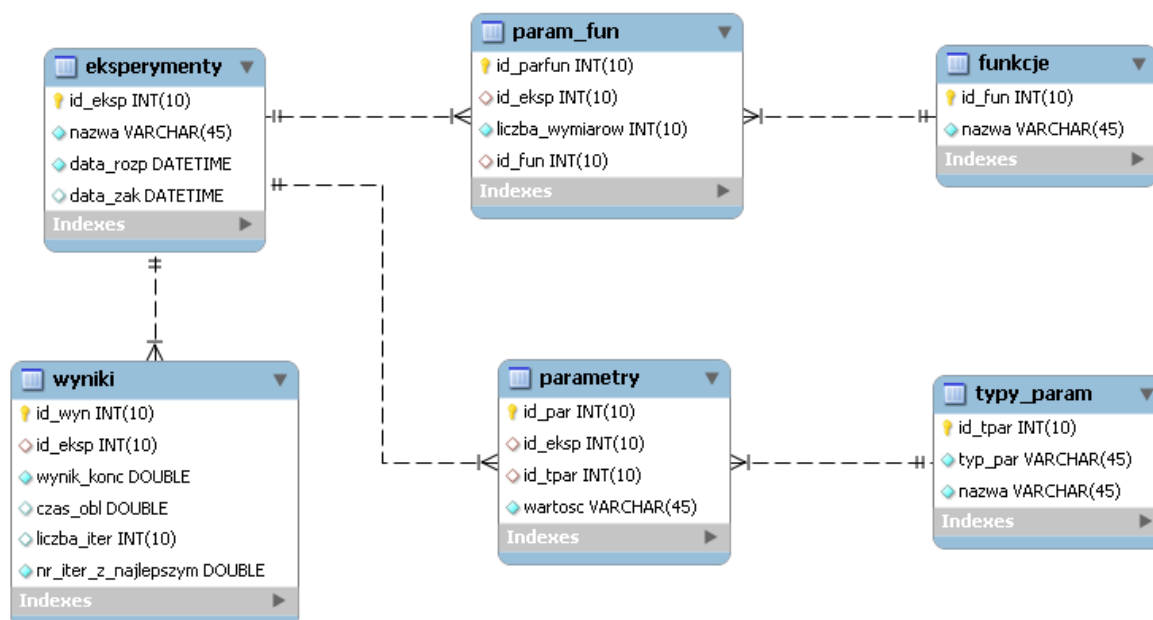 eksperymenty
id_eksp INT(10)
nazwa VARCHAR(45)
data_rozp DATETIME
data_zak DATETIME
Indexes
param_fun
id_parfun INT(10)
id_eksp INT(10)
liczba_wymiarow INT(10)
id_fun INT(10)
Indexes
funkcje
id_fun INT(10)
nazwa VARCHAR(45)
Indexes
wyniki
id_wyn INT(10)
id_eksp INT(10)
wynik_konc DOUBLE
czas_obl DOUBLE
liczba_iter INT(10)
nr_iter_z_najlepszym DOUBLE
Indexes
parametry
id_par INT(10)
id_eksp INT(10)
id_tpar INT(10)
wartosc VARCHAR(45)
Indexes
typy_param
id_tpar INT(10)
typ_par VARCHAR(45)
nazwa VARCHAR(45)
Indexes